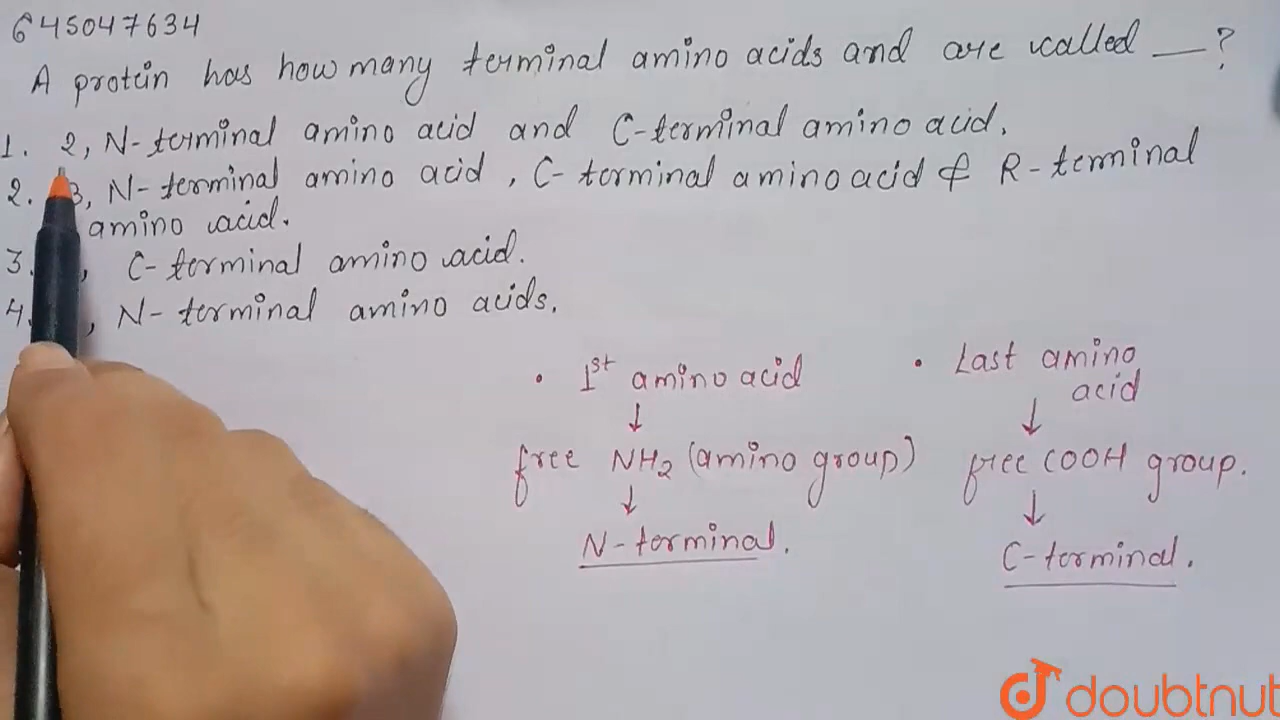 645047634
A protein has how many terminal amino acids and are called __?
1. 2, N-terminal amino acid and C-terminal amino acid.
2. 3, N-terminal amino acid, C-terminal amino acid & R-terminal
amino acid.
3. , C-terminal amino acid.
4. , N-terminal amino acids.
• 1st amino acid
↓
free NH2 (amino group)
↓
N-terminal.
• Last amino
acid
↓
free COOH group.
↓
C-terminal.
doubtnut